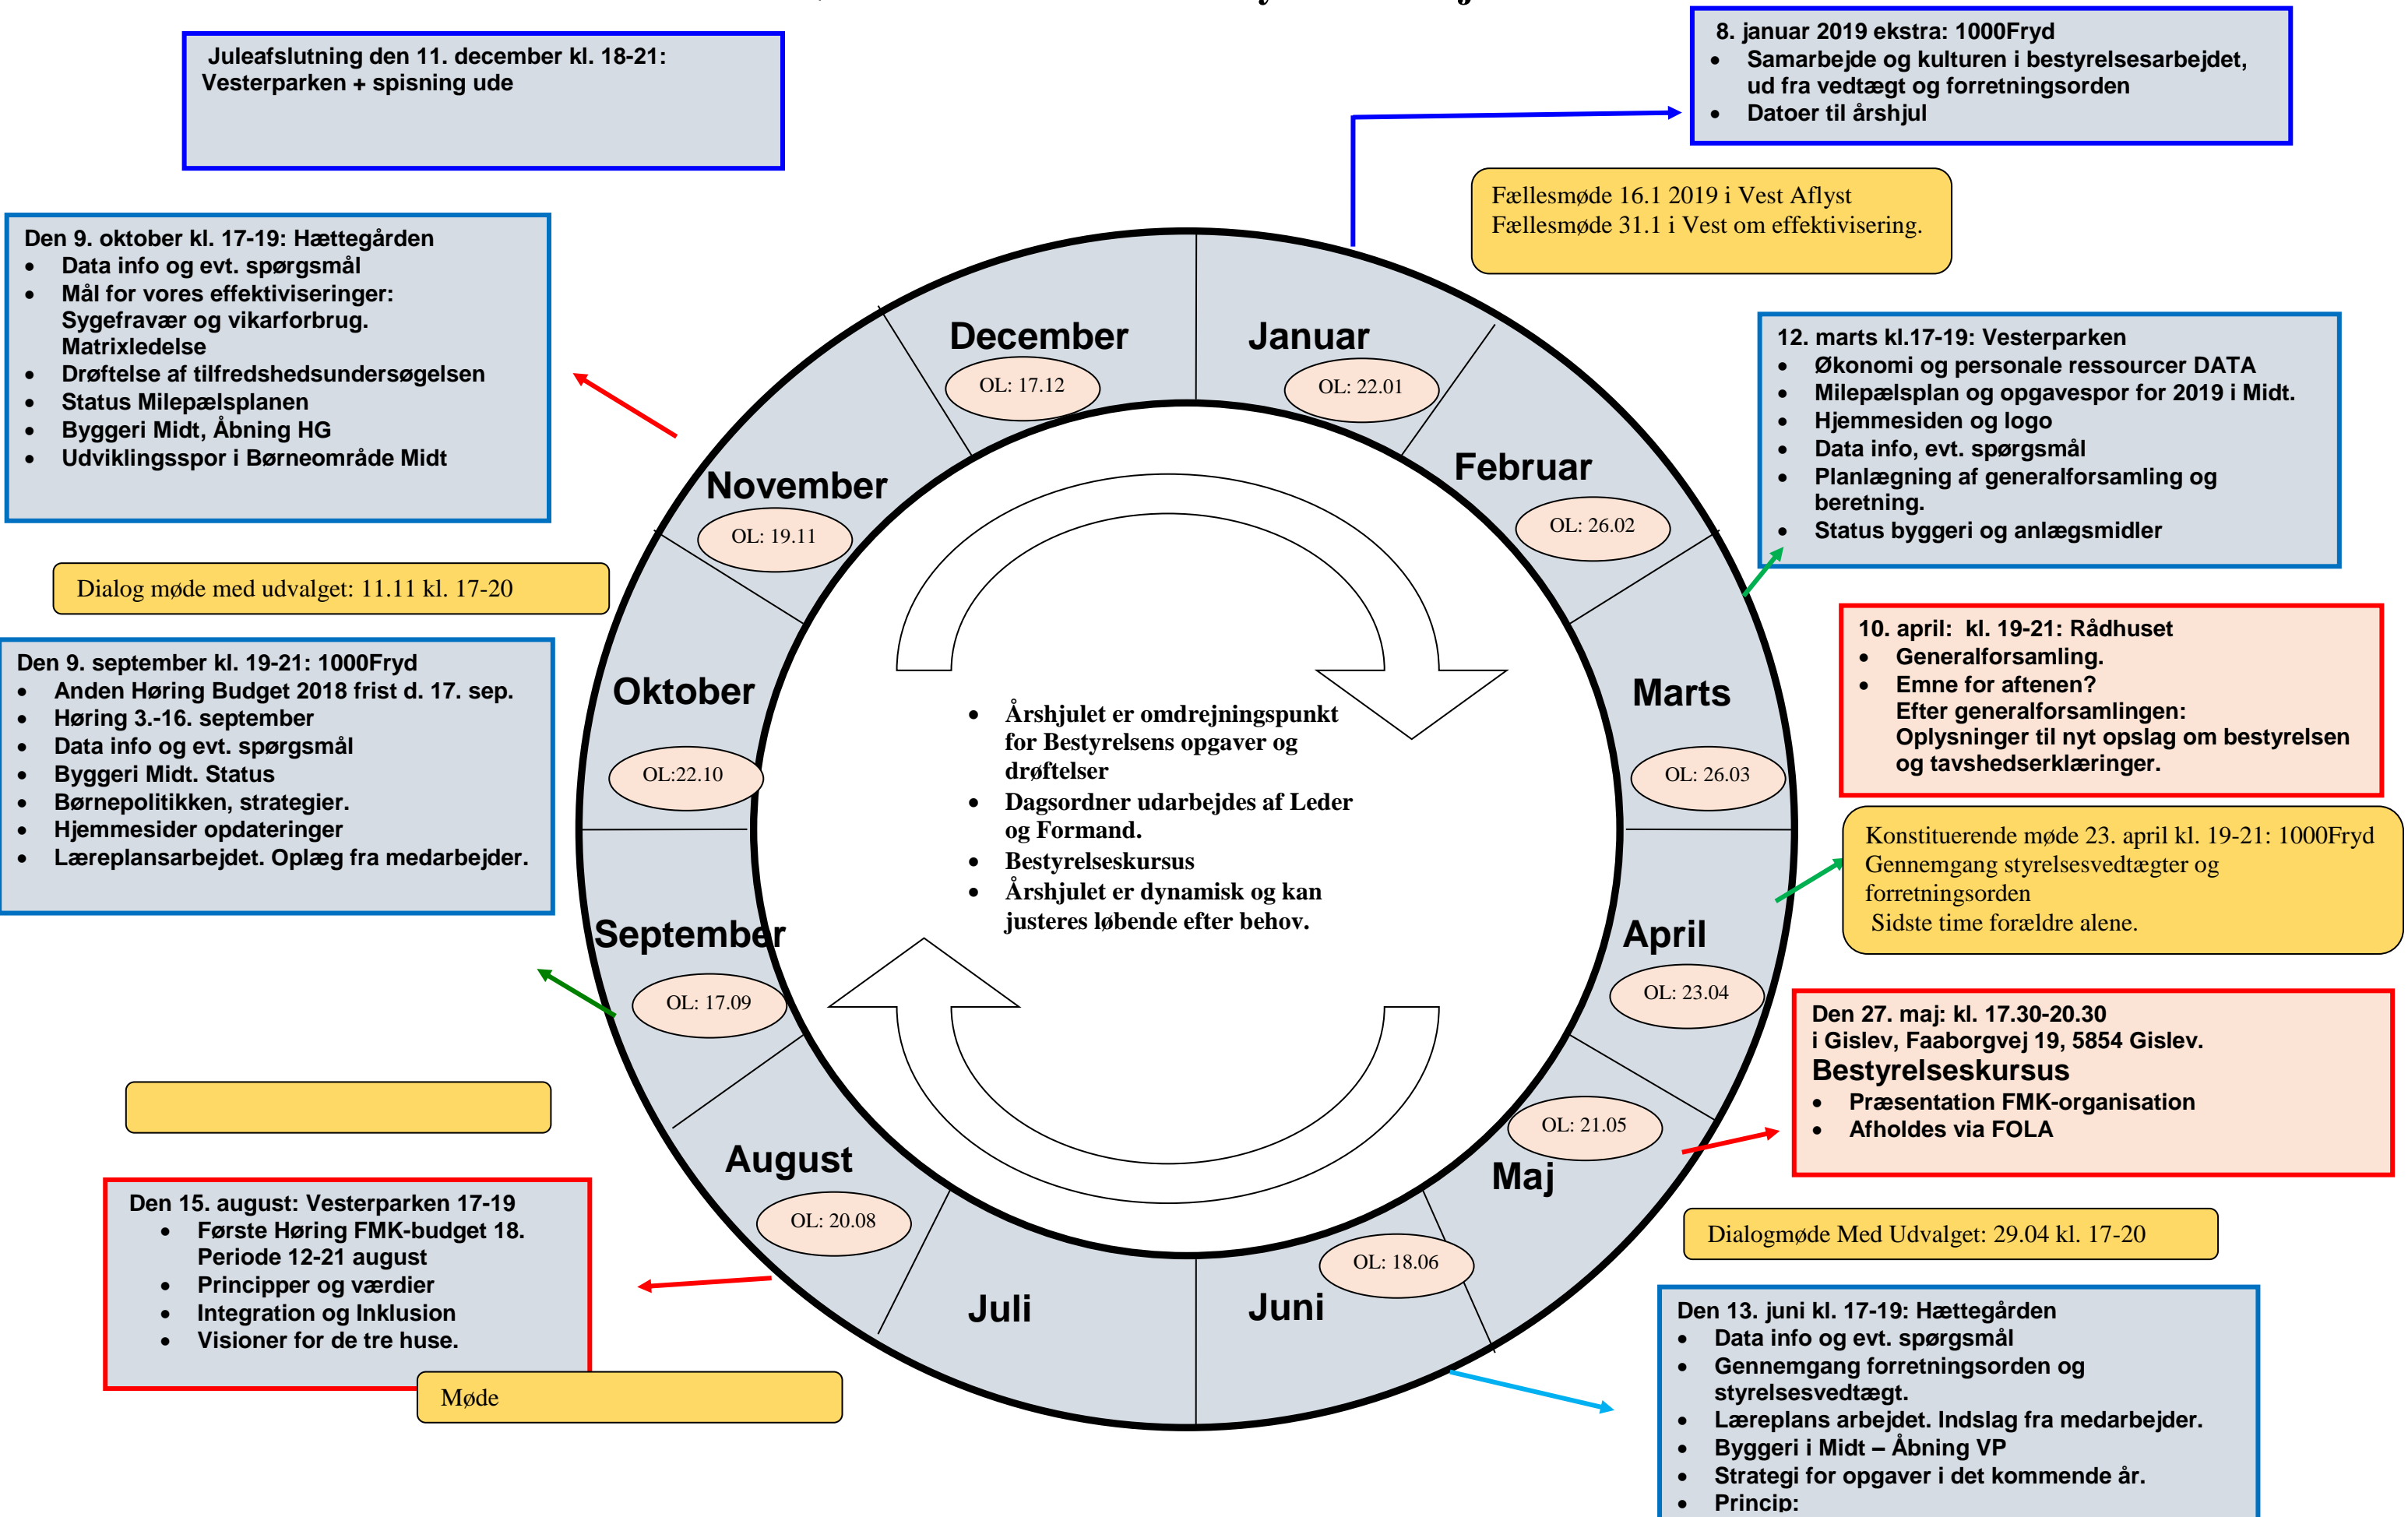 Juleafslutning den 11. december kl. 18-21:
Vesterparken + spisning ude
8. januar 2019 ekstra: 1000Fryd
• Samarbejde og kulturen i bestyrelsesarbejdet,
ud fra vedtægt og forretningsorden
• Datoer til årshjul
Fællesmøde 16.1 2019 i Vest Aflyst
Fællesmøde 31.1 i Vest om effektivisering.
Den 9. oktober kl. 17-19: Hættegården
• Data info og evt. spørgsmål
• Mål for vores effektiviseringer:
Sygefravær og vikarforbrug.
Matrixledelse
• Drøftelse af tilfredshedsundersøgelsen
• Status Milepælsplanen
• Byggeri Midt, Åbning HG
• Udviklingsspor i Børneområde Midt
12. marts kl.17-19: Vesterparken
• Økonomi og personale ressourcer DATA
• Milepælsplan og opgavespor for 2019 i Midt.
• Hjemmesiden og logo
• Data info, evt. spørgsmål
• Planlægning af generalforsamling og
beretning.
• Status byggeri og anlægsmidler
Dialog møde med udvalget: 11.11 kl. 17-20
10. april: kl. 19-21: Rådhuset
• Generalforsamling.
• Emne for aftenen?
Efter generalforsamlingen:
Oplysninger til nyt opslag om bestyrelsen
og tavshedserklæringer.
Den 9. september kl. 19-21: 1000Fryd
• Anden Høring Budget 2018 frist d. 17. sep.
• Høring 3.-16. september
• Data info og evt. spørgsmål
• Byggeri Midt. Status
• Børnepolitikken, strategier.
• Hjemmesider opdateringer
• Læreplansarbejdet. Oplæg fra medarbejder.
Konstituerende møde 23. april kl. 19-21: 1000Fryd
Gennemgang styrelsesvedtægter og
forretningsorden
Sidste time forældre alene.
Den 27. maj: kl. 17.30-20.30
i Gislev, Faaborgvej 19, 5854 Gislev.
Bestyrelseskursus
• Præsentation FMK-organisation
• Afholdes via FOLA
Dialogmøde Med Udvalget: 29.04 kl. 17-20
Den 15. august: Vesterparken 17-19
• Første Høring FMK-budget 18.
Periode 12-21 august
• Principper og værdier
• Integration og Inklusion
• Visioner for de tre huse.
Møde
Den 13. juni kl. 17-19: Hættegården
• Data info og evt. spørgsmål
• Gennemgang forretningsorden og
styrelsesvedtægt.
• Læreplans arbejdet. Indslag fra medarbejder.
• Byggeri i Midt – Åbning VP
• Strategi for opgaver i det kommende år.
• Princip:
Januar
OL: 22.01
Februar
OL: 26.02
Marts
OL: 26.03
April
OL: 23.04
OL: 21.05
Maj
OL: 18.06
Juni
Juli
August
OL: 20.08
September
OL: 17.09
Oktober
OL:22.10
November
OL: 19.11
December
OL: 17.12
• Årshjulet er omdrejningspunkt
for Bestyrelsens opgaver og
drøftelser
• Dagsordner udarbejdes af Leder
og Formand.
• Bestyrelseskursus
• Årshjulet er dynamisk og kan
justeres løbende efter behov.